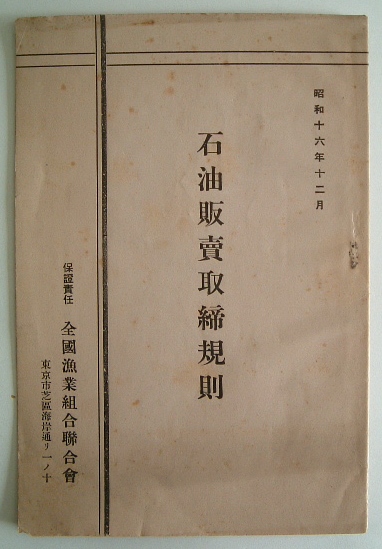 昭和十六年十二月
石油販賣取締規則
保證責任 全國漁業組合聯合會
東京市芝區海岸通リ一ノ十